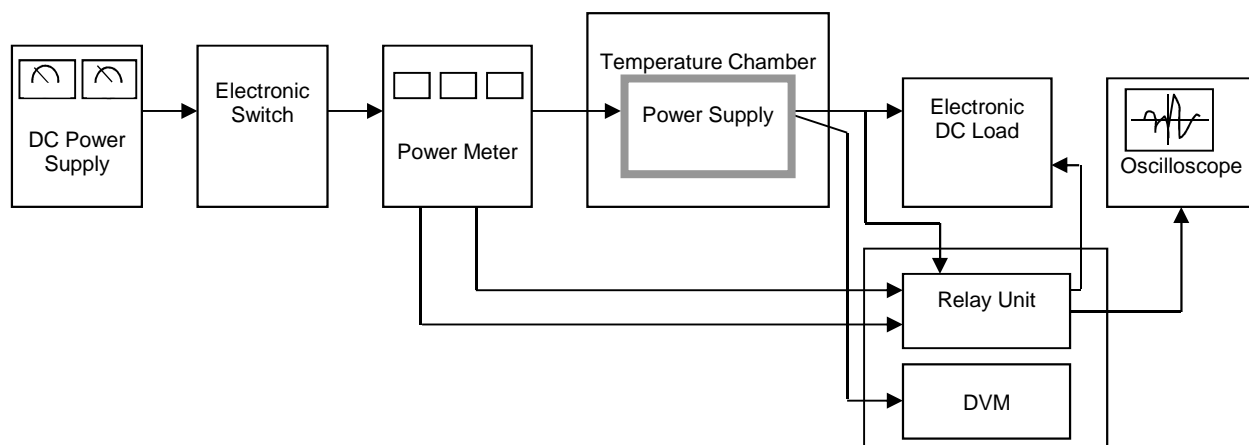 DC Power
Supply
Electronic
Switch
Power Meter
Temperature Chamber
Power Supply
Electronic
DC Load
Oscilloscope
Relay Unit
DVM